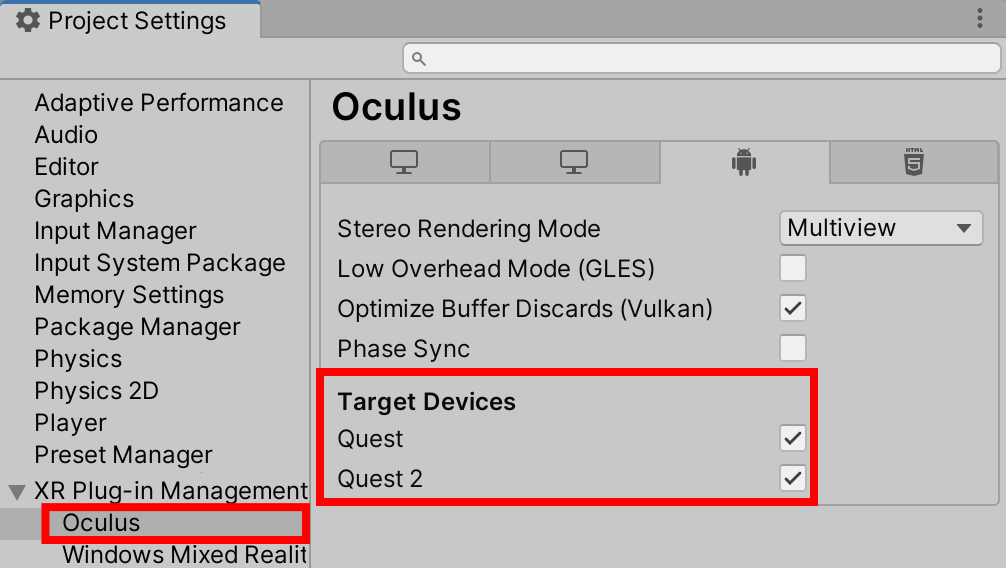 Project Settings
Adaptive Performance
Audio
Editor
Graphics
Input Manager
Input System Package
Memory Settings
Package Manager
Physics
Physics 2D
Player
Preset Manager
XR Plug-in Management
Oculus
Windows Mixed Realit
Oculus
HTML
5
Stereo Rendering Mode
Multiview
Low Overhead Mode (GLES)
Optimize Buffer Discards (Vulkan)
Phase Sync
Target Devices
Quest
Quest 2